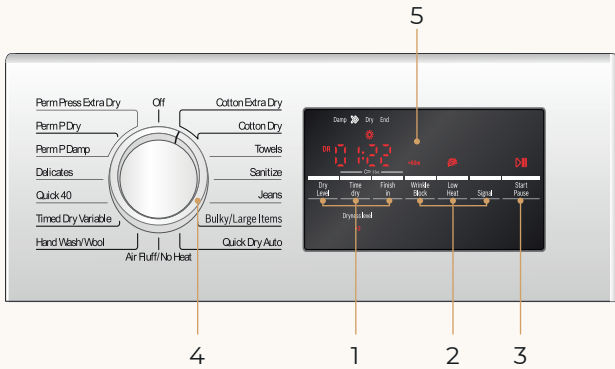 5
Off
Perm Press Extra Dry
Perm P Dry
Perm P Damp
Delicates
Quick 40
Timed Dry Variable
Hand Wash/Wool
Air Fluff/No Heat
Cotton Extra Dry
Cotton Dry
Towels
Sanitize
Jeans
Bulky/Large Items
Quick Dry Auto
Damp Dry End
DR 01:22
Dry Level
Time dry
Finish in
Wrinkle Block
Low Heat
Signal
Start Pause
Dryness level
4
1
2
3